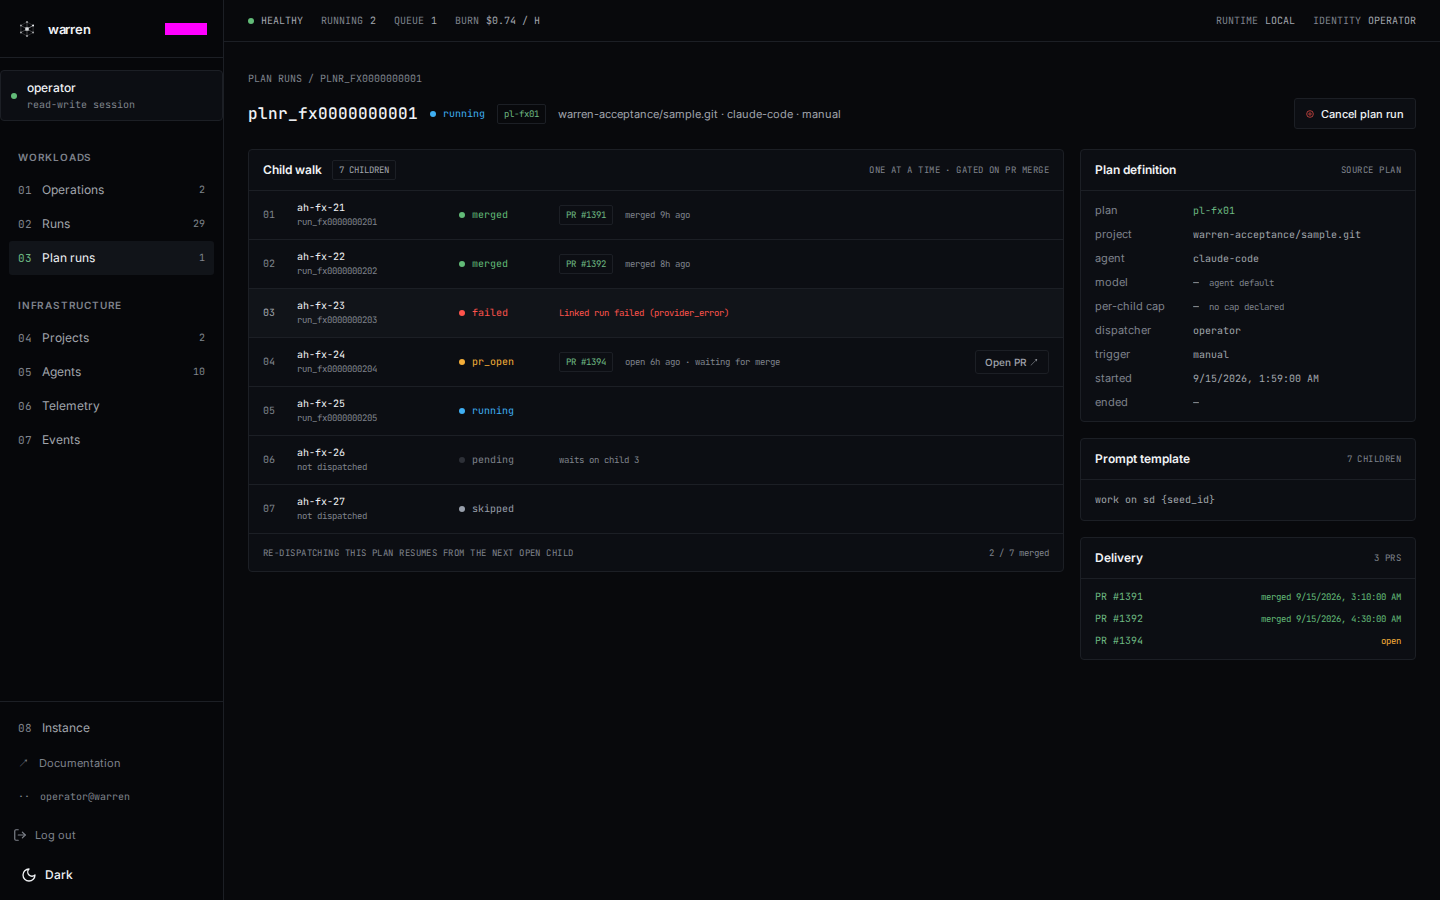 warren
operator
read-write session
WORKLOADS
01 Operations 2
02 Runs 29
03 Plan runs 1
INFRASTRUCTURE
04 Projects 2
05 Agents 10
06 Telemetry
07 Events
08 Instance
↗ Documentation
-- operator@warren
Log out
Dark
HEALTHY RUNNING 2 QUEUE 1 BURN $0.74 / H
RUNTIME LOCAL IDENTITY OPERATOR
PLAN RUNS / PLNR_FX0000000001
plnr_fx0000000001 running pl-fx01 warren-acceptance/sample.git · claude-code · manual
Cancel plan run
Child walk 7 CHILDREN ONE AT A TIME · GATED ON PR MERGE
01 ah-fx-21 merged PR #1391 merged 9h ago
run_fx0000000201
02 ah-fx-22 merged PR #1392 merged 8h ago
run_fx0000000202
03 ah-fx-23 failed Linked run failed (provider_error)
run_fx0000000203
04 ah-fx-24 pr_open PR #1394 open 6h ago · waiting for merge Open PR ↗
run_fx0000000204
05 ah-fx-25 running
run_fx0000000205
06 ah-fx-26 pending waits on child 3
not dispatched
07 ah-fx-27 skipped
not dispatched
RE-DISPATCHING THIS PLAN RESUMES FROM THE NEXT OPEN CHILD 2 / 7 merged
Plan definition SOURCE PLAN
plan pl-fx01
project warren-acceptance/sample.git
agent claude-code
model — agent default
per-child cap — no cap declared
dispatcher operator
trigger manual
started 9/15/2026, 1:59:00 AM
ended —
Prompt template 7 CHILDREN
work on sd {seed_id}
Delivery 3 PRS
PR #1391 merged 9/15/2026, 3:10:00 AM
PR #1392 merged 9/15/2026, 4:30:00 AM
PR #1394 open